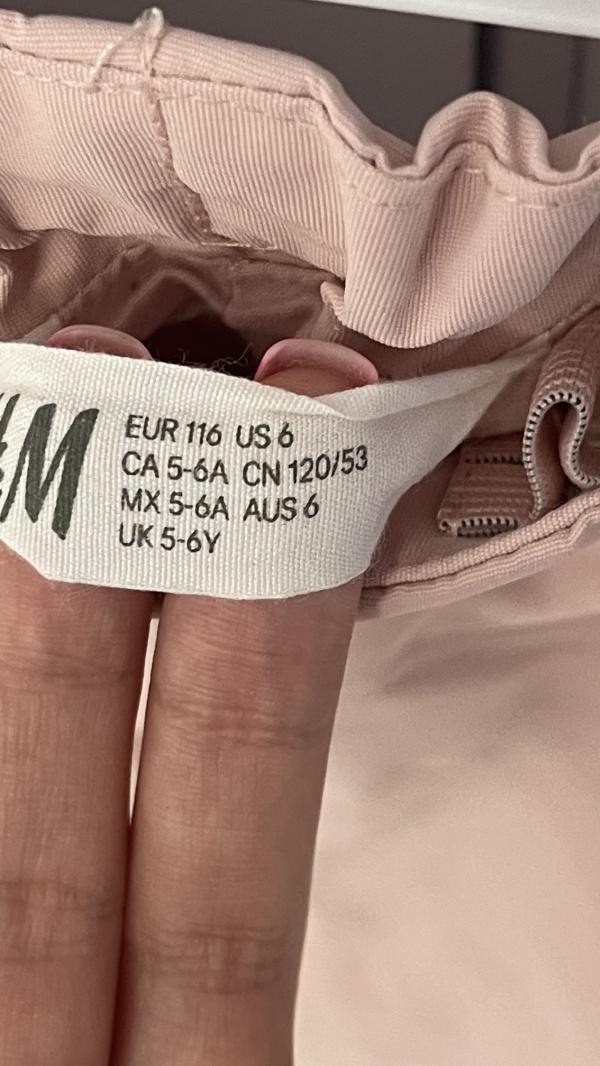 H&M
EUR 116 US 6
CA 5-6A CN 120/53
MX 5-6A AUS 6
UK 5-6Y